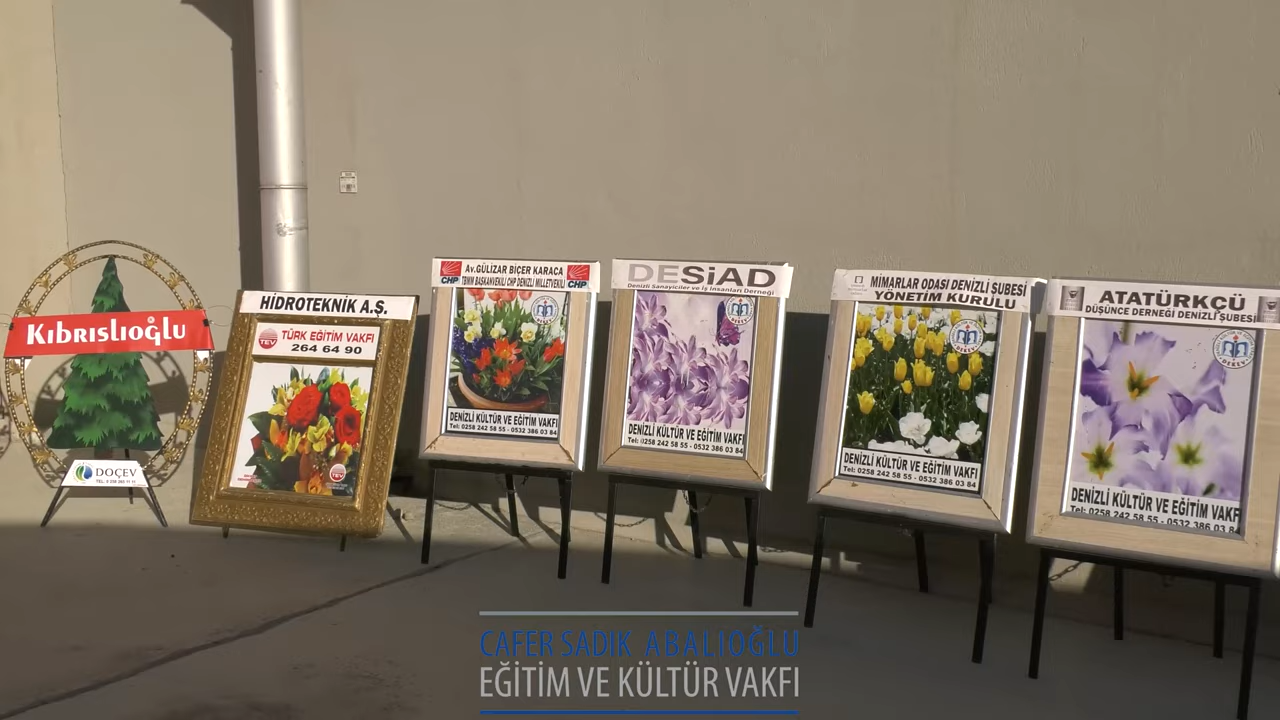 Kıbrıslıoğlu
DOÇEV
HİDROTEKNİK A.Ş.
TEV
TÜRK EĞİTİM VAKFI
264 64 90
TEV
CHP
Av.GÜLİZAR BİÇER KARACA
TBMM BAŞKANVEKİLİ CHP DENİZLİ MİLLETVEKİLİ
CHP
DENİZLİ KÜLTÜR VE EĞİTİM VAKFI
Tel: 0258 242 58 55 - 0532 386 03 84
DESİAD
Denizli Sanayiciler ve İş İnsanları Derneği
DENİZLİ KÜLTÜR VE EĞİTİM VAKFI
Tel: 0258 242 58 55 - 0532 386 03 84
MİMARLAR ODASI DENİZLİ ŞUBESİ
YÖNETİM KURULU
DEKEV
DENİZLİ KÜLTÜR VE EĞİTİM VAKFI
Tel: 0258 242 58 55 - 0532 386 03 84
ATATÜRKÇÜ
DÜŞÜNCE DERNEĞİ DENİZLİ ŞUBESİ
DEKEV
DENİZLİ KÜLTÜR VE EĞİTİM VAKFI
Tel: 0258 242 58 55 - 0532 386 03 84
CAFER SADIK ABALIOĞLU
EĞİTİM VE KÜLTÜR VAKFI